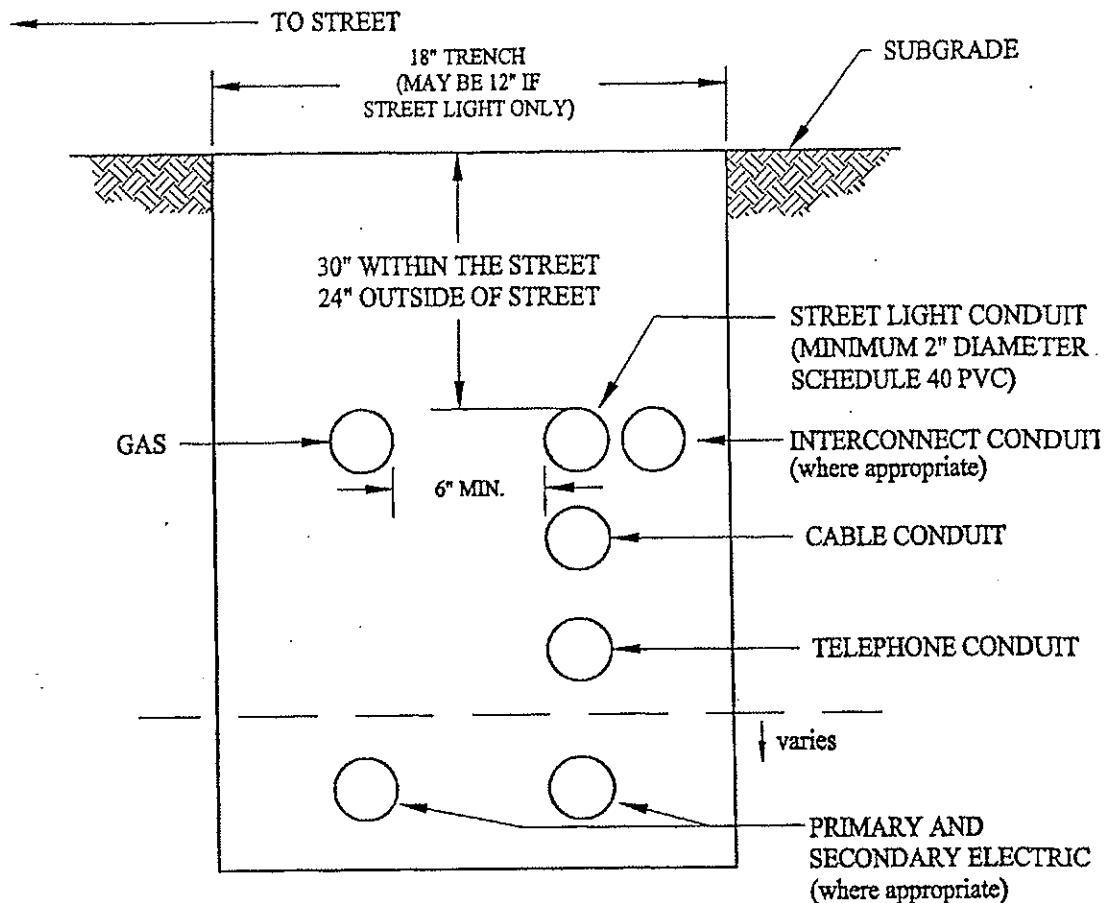 TO STREET
18" TRENCH
(MAY BE 12" IF
STREET LIGHT ONLY)
SUBGRADE
30" WITHIN THE STREET
24" OUTSIDE OF STREET
STREET LIGHT CONDUIT
(MINIMUM 2" DIAMETER
SCHEDULE 40 PVC)
GAS
INTERCONNECT CONDUIT
(where appropriate)
6" MIN.
CABLE CONDUIT
TELEPHONE CONDUIT
varies
PRIMARY AND
SECONDARY ELECTRIC
(where appropriate)